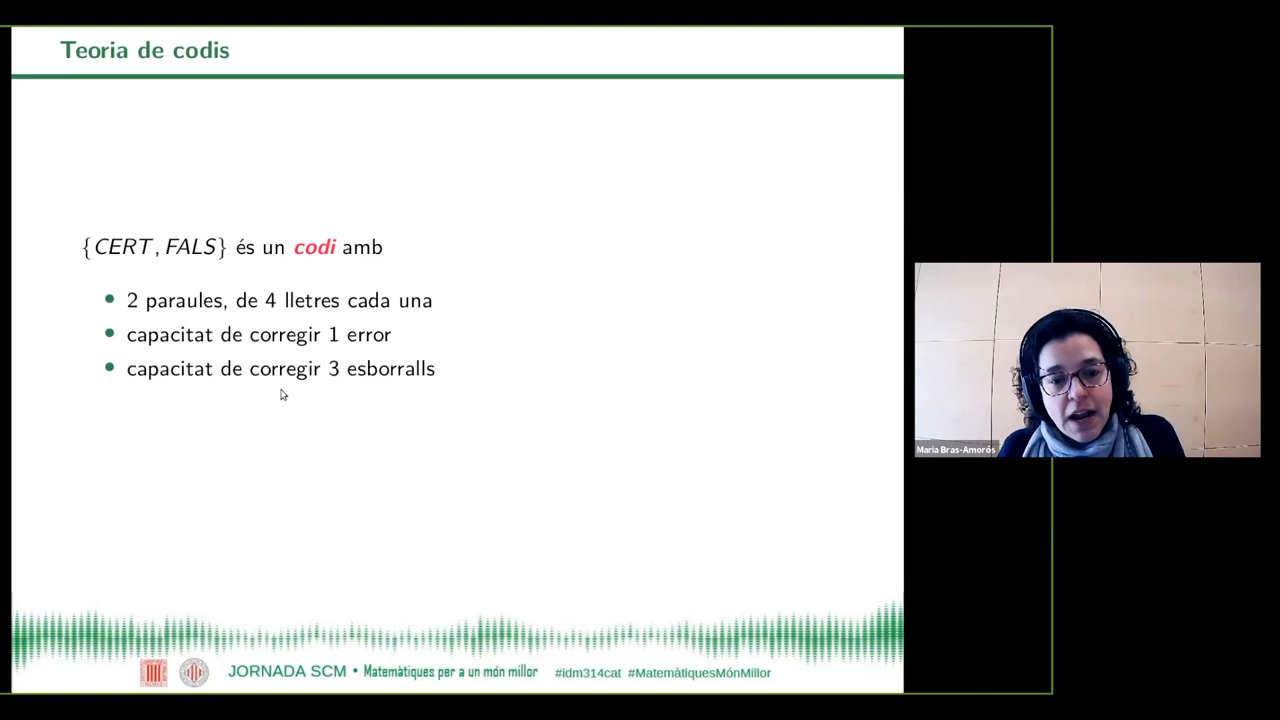 Teoria de codis
{CERT, FALS} és un codi amb
• 2 paraules, de 4 lletres cada una
• capacitat de corregir 1 error
• capacitat de corregir 3 esborralls
Maria Bras-Amorós
JORNADA SCM • Matemàtiques per a un món millor #idm314cat #MatemàtiquesMónMillor